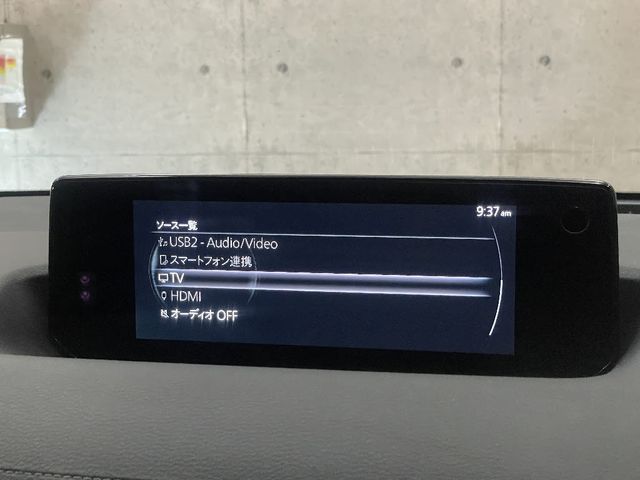 9:37 am
ソース一覧
USB2 - Audio/Video
スマートフォン連携
TV
HDMI
オーディオ OFF